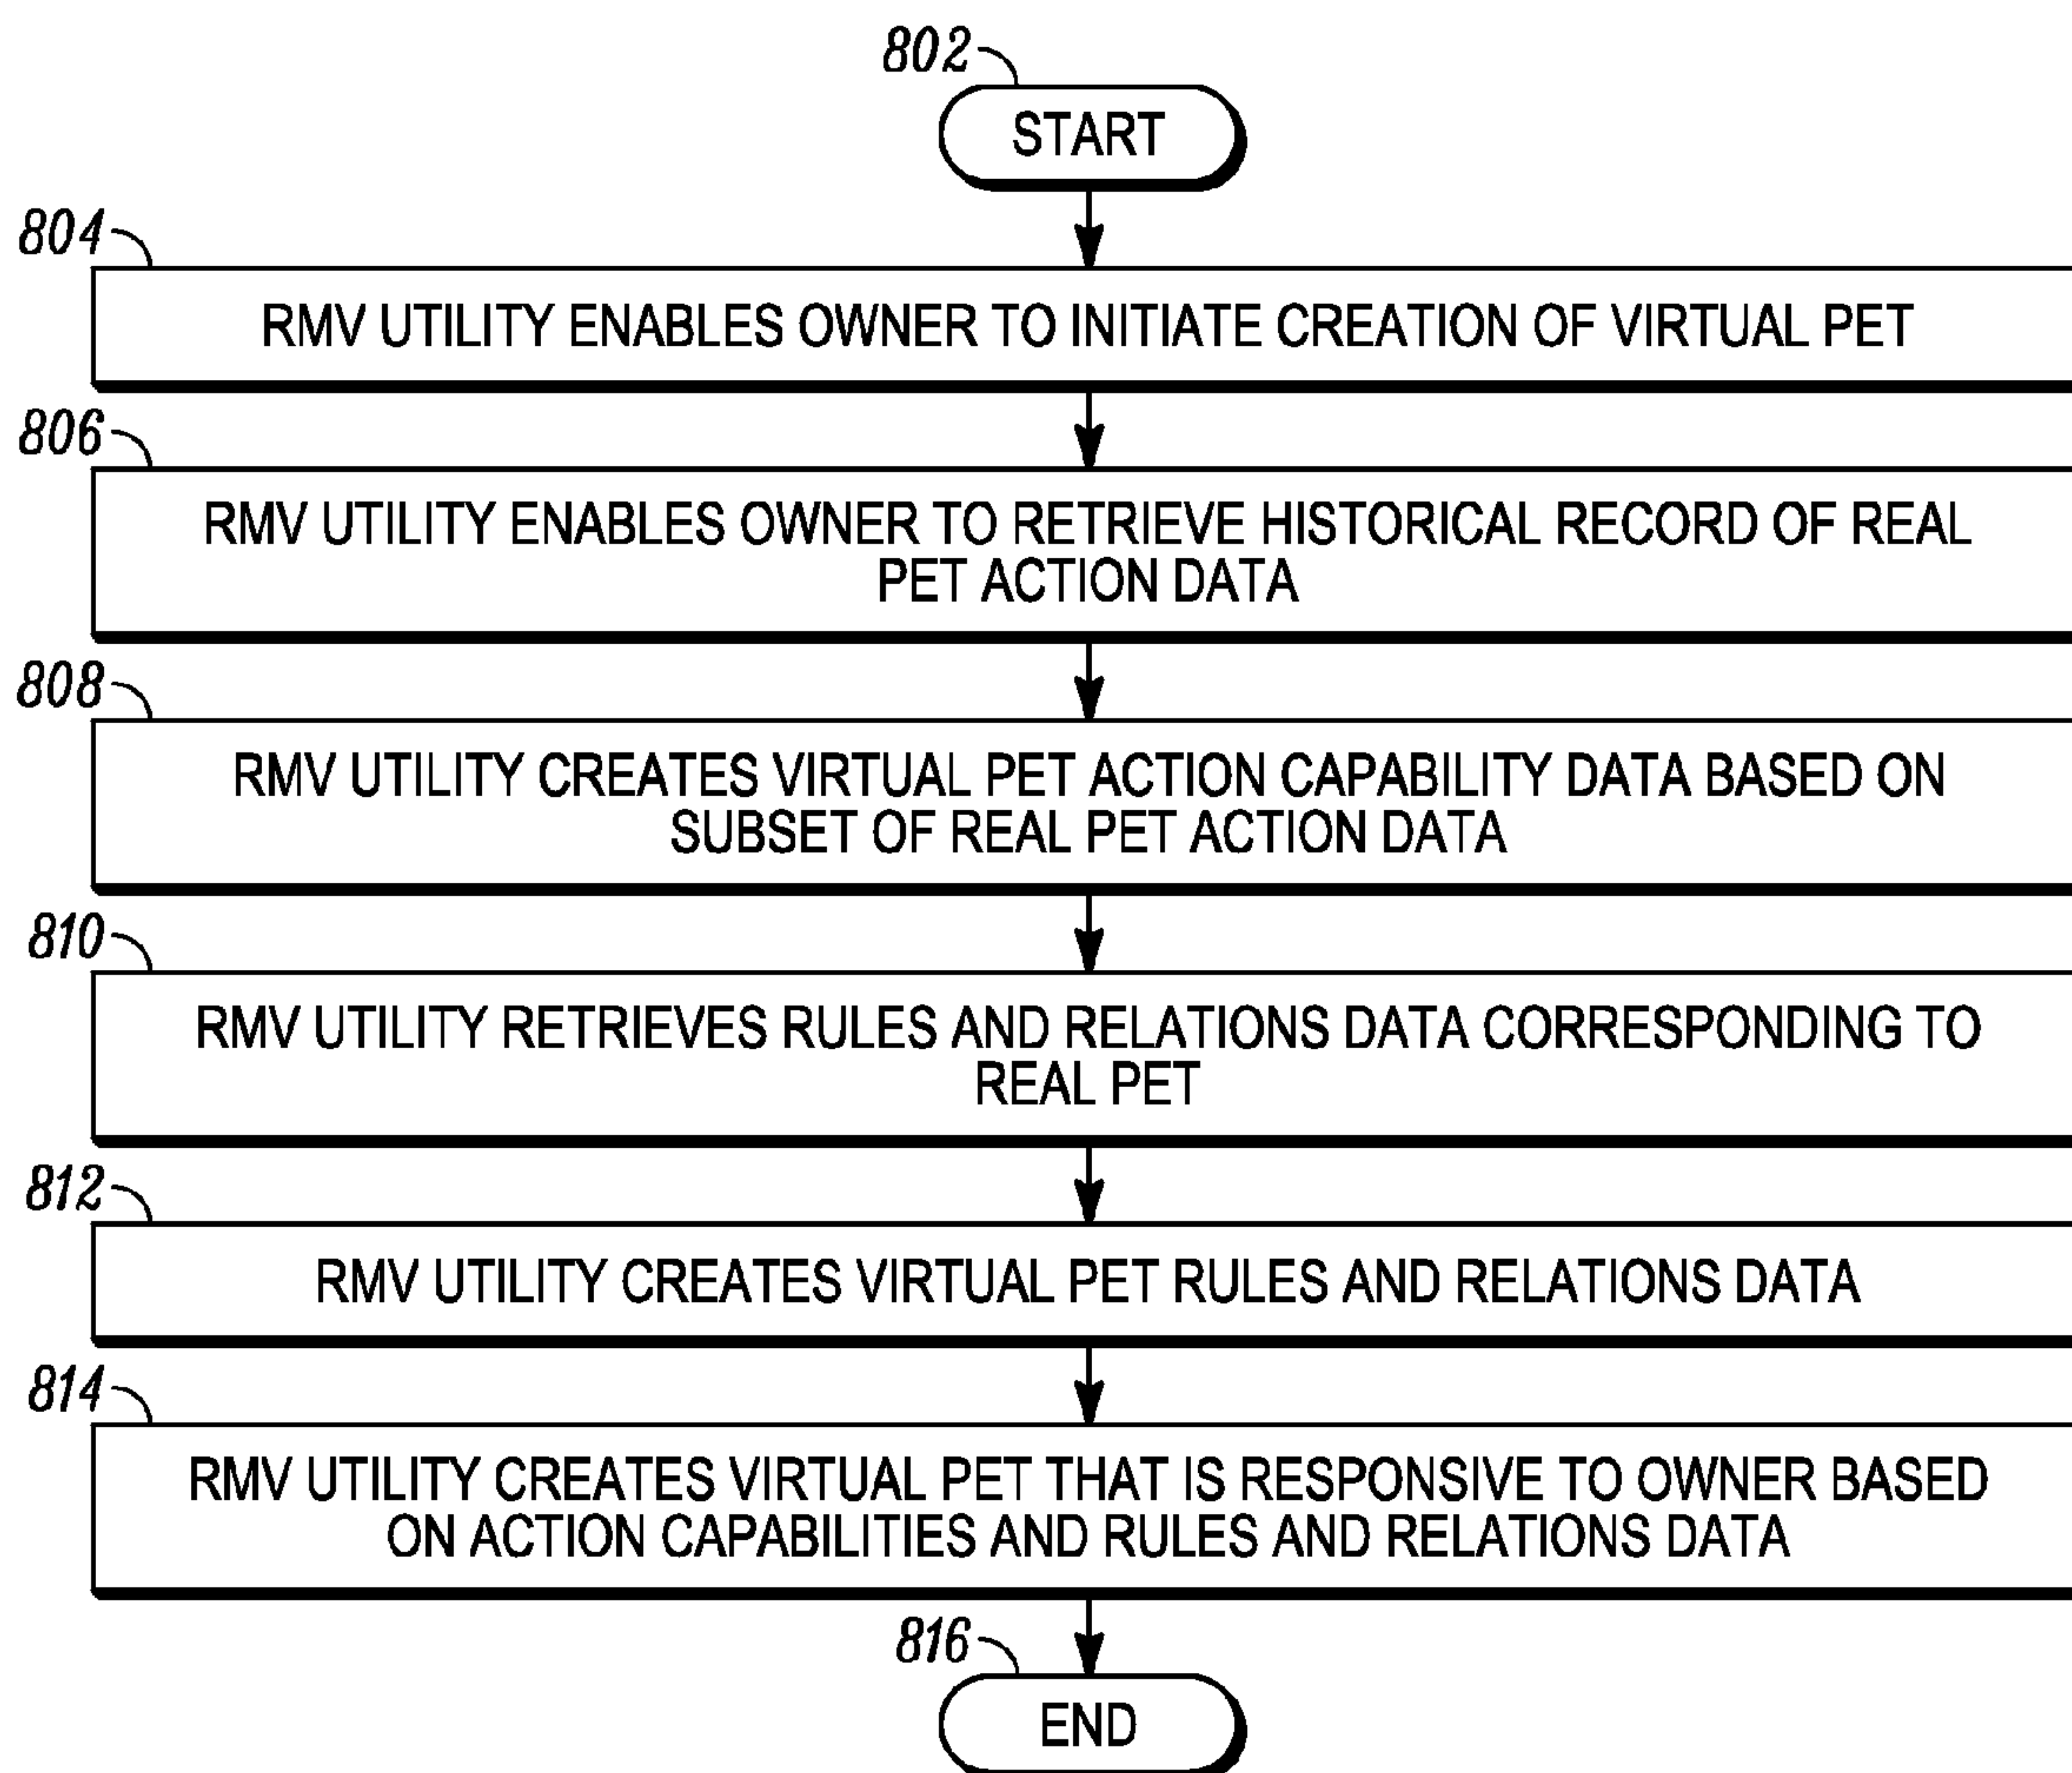 802
START
804
RMV UTILITY ENABLES OWNER TO INITIATE CREATION OF VIRTUAL PET
806
RMV UTILITY ENABLES OWNER TO RETRIEVE HISTORICAL RECORD OF REAL
PET ACTION DATA
808
RMV UTILITY CREATES VIRTUAL PET ACTION CAPABILITY DATA BASED ON
SUBSET OF REAL PET ACTION DATA
810
RMV UTILITY RETRIEVES RULES AND RELATIONS DATA CORRESPONDING TO
REAL PET
812
RMV UTILITY CREATES VIRTUAL PET RULES AND RELATIONS DATA
814
RMV UTILITY CREATES VIRTUAL PET THAT IS RESPONSIVE TO OWNER BASED
ON ACTION CAPABILITIES AND RULES AND RELATIONS DATA
816
END